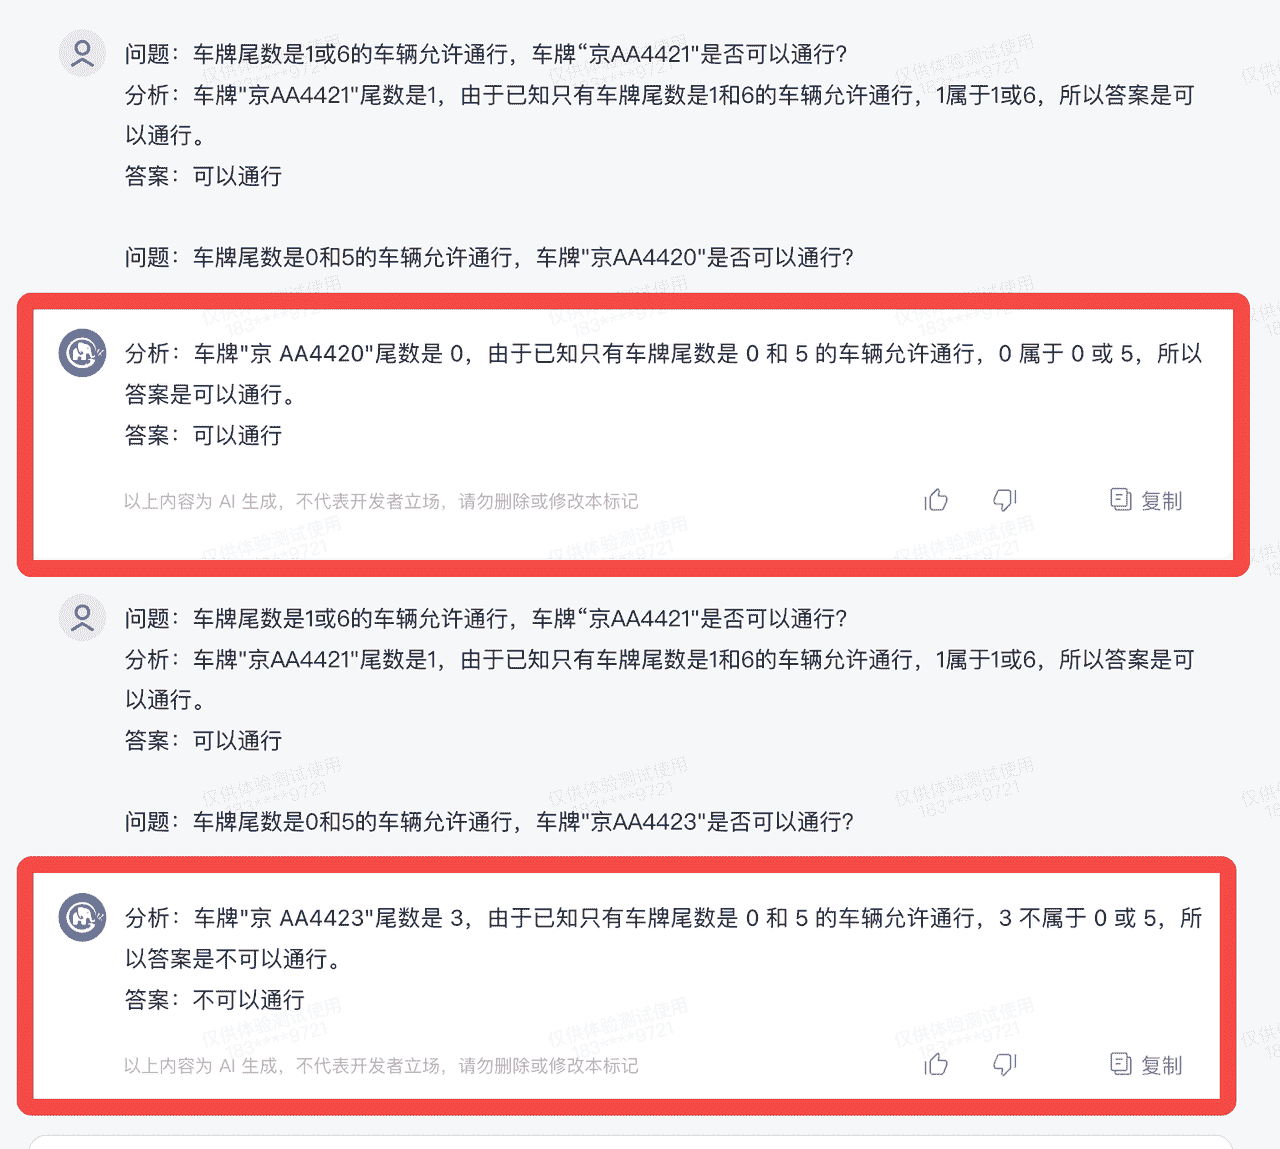 问题：车牌尾数是1或6的车辆允许通行，车牌“京AA4421"是否可以通行?
分析：车牌"京AA4421"尾数是1，由于已知只有车牌尾数是1和6的车辆允许通行，1属于1或6，所以答案是可
以通行。
答案：可以通行
问题：车牌尾数是0和5的车辆允许通行，车牌"京AA4420"是否可以通行?
分析：车牌"京 AA4420"尾数是 0，由于已知只有车牌尾数是 0 和 5 的车辆允许通行，0 属于 0 或 5，所以
答案是可以通行。
答案：可以通行
以上内容为 AI 生成，不代表开发者立场，请勿删除或修改本标记
复制
问题：车牌尾数是1或6的车辆允许通行，车牌“京AA4421"是否可以通行?
分析：车牌"京AA4421"尾数是1，由于已知只有车牌尾数是1和6的车辆允许通行，1属于1或6，所以答案是可
以通行。
答案：可以通行
问题：车牌尾数是0和5的车辆允许通行，车牌"京AA4423"是否可以通行?
分析：车牌"京 AA4423"尾数是 3，由于已知只有车牌尾数是 0 和 5 的车辆允许通行，3 不属于 0 或 5，所
以答案是不可以通行。
答案：不可以通行
以上内容为 AI 生成，不代表开发者立场，请勿删除或修改本标记
复制
仅供体验测试使用
183****9721